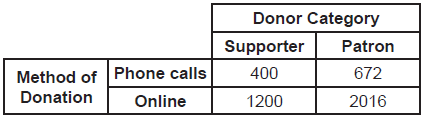 Donor Category
Supporter Patron
Method of Donation Phone calls 400 672
Online 1200 2016